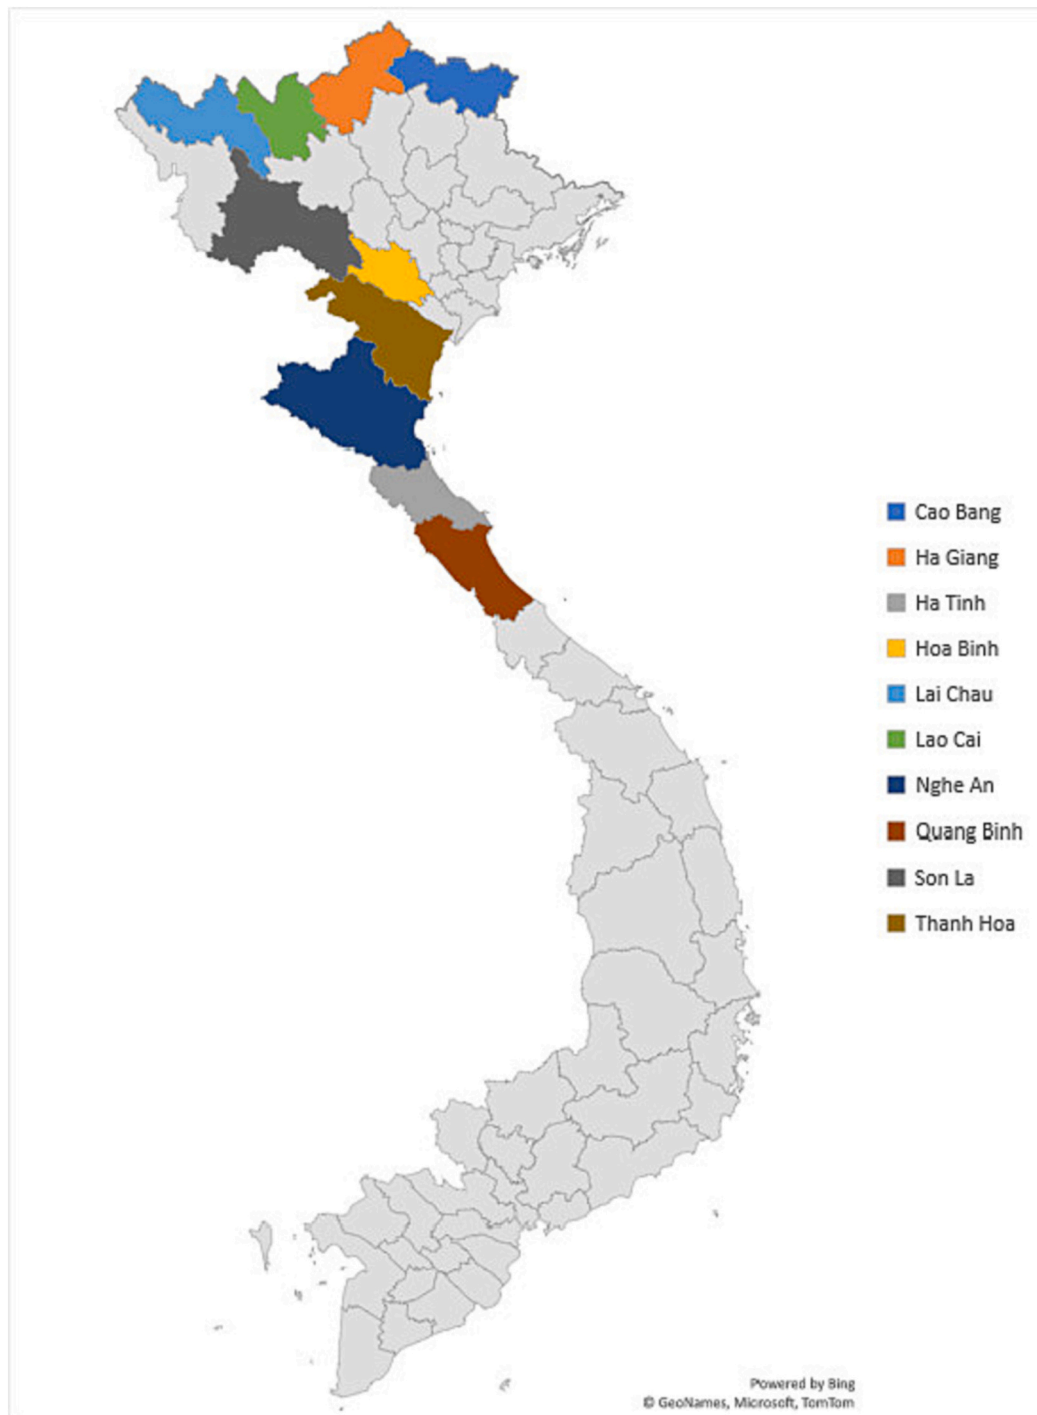 Cao Bang
Ha Giang
Ha Tinh
Hoa Binh
Lai Chau
Lao Cai
Nghe An
Quang Binh
Son La
Thanh Hoa
Powered by Bing
© GeoNames, Microsoft, TomTom